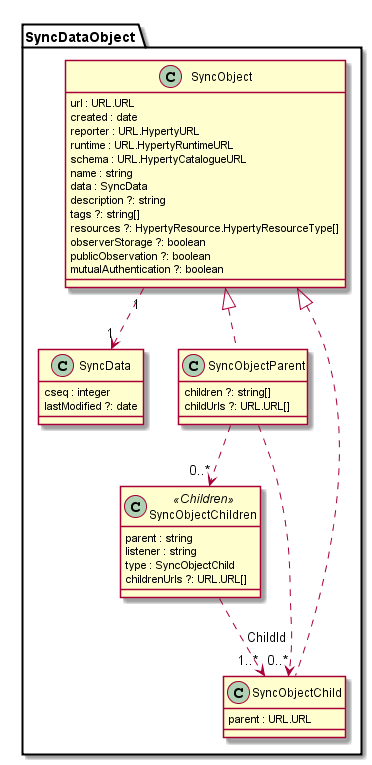 SyncDataObject
C SyncObject
url : URL.URL
created : date
reporter : URL.HypertyURL
runtime : URL.HypertyRuntimeURL
schema : URL.HypertyCatalogueURL
name : string
data : SyncData
description ?: string
tags ?: string[]
resources ?: HypertyResource.HypertyResourceType[]
observerStorage ?: boolean
publicObservation ?: boolean
mutualAuthentication ?: boolean
1
1
C SyncData
cseq : integer
lastModified ?: date
C SyncObjectParent
children ?: string[]
childUrls ?: URL.URL[]
0..*
C «Children»
SyncObjectChildren
parent : string
listener : string
type : SyncObjectChild
childrenUrls ?: URL.URL[]
ChildId
1..*
0..*
C SyncObjectChild
parent : URL.URL